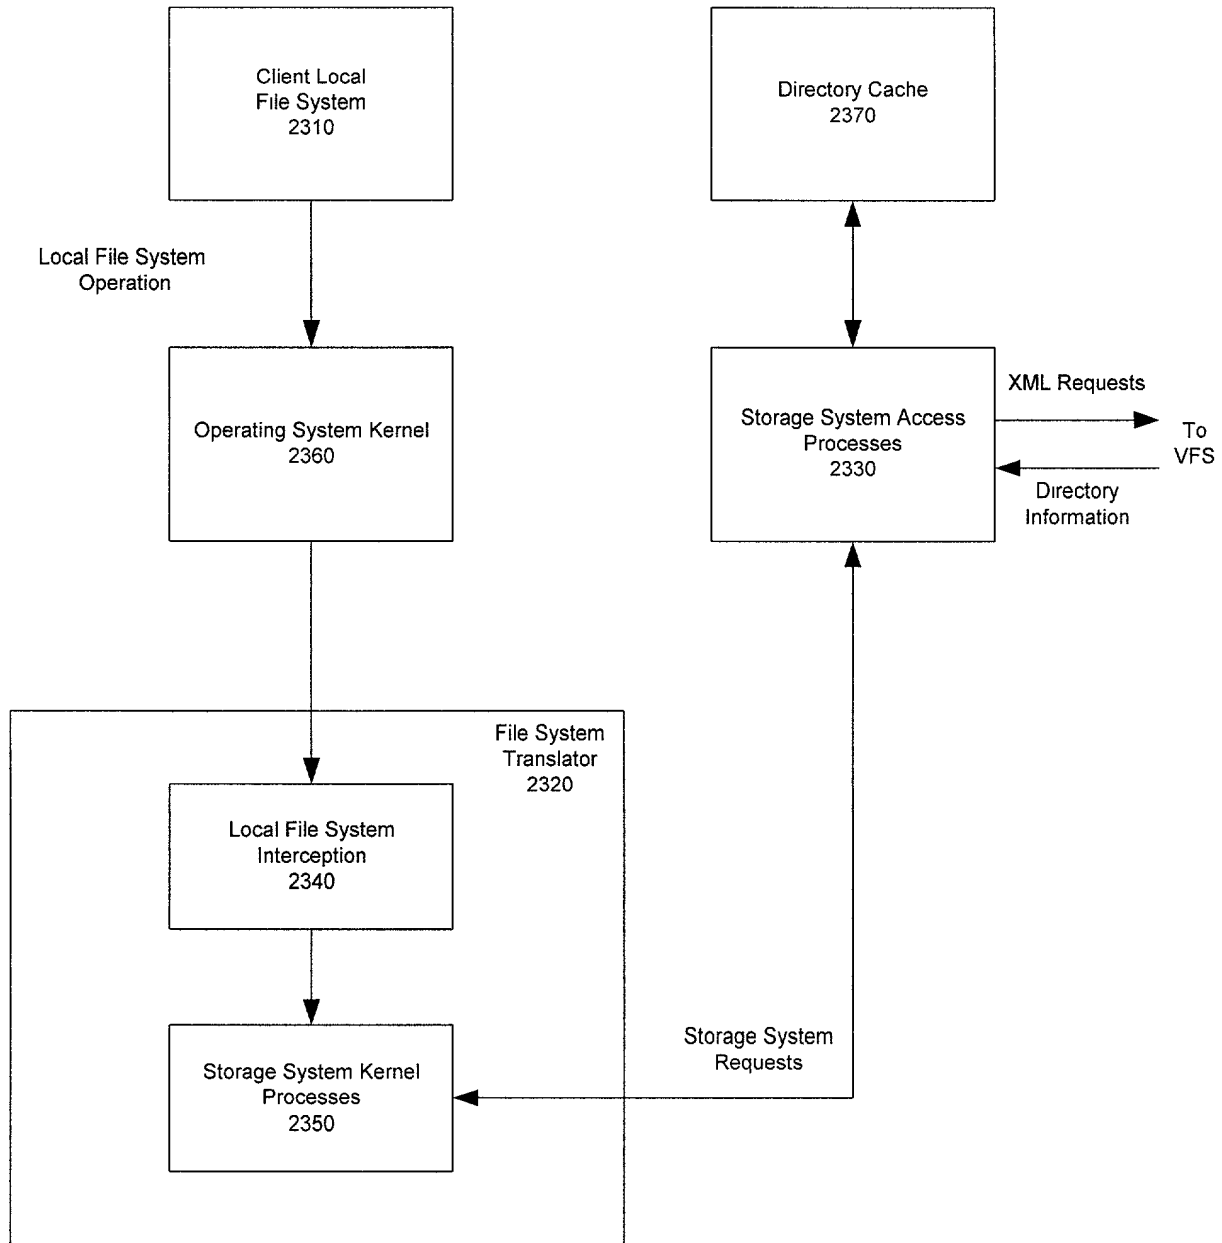 Client Local
File System
2310
Directory Cache
2370
Local File System
Operation
Operating System Kernel
2360
Storage System Access
Processes
2330
XML Requests
To
VFS
Directory
Information
File System
Translator
2320
Local File System
Interception
2340
Storage System Kernel
Processes
2350
Storage System
Requests